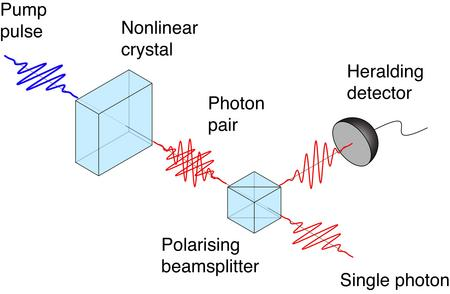 Pump
pulse
Nonlinear
crystal
Photon
pair
Heralding
detector
Polarising
beamsplitter
Single photon